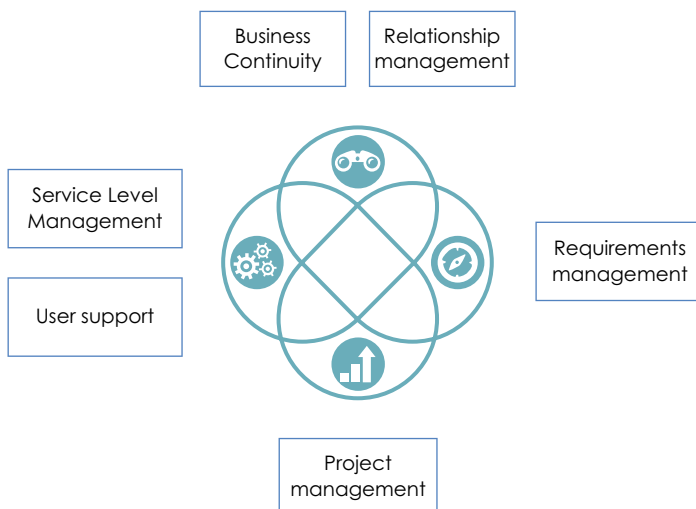 Business
Continuity
Relationship
management
Service Level
Management
User support
Requirements
management
Project
management